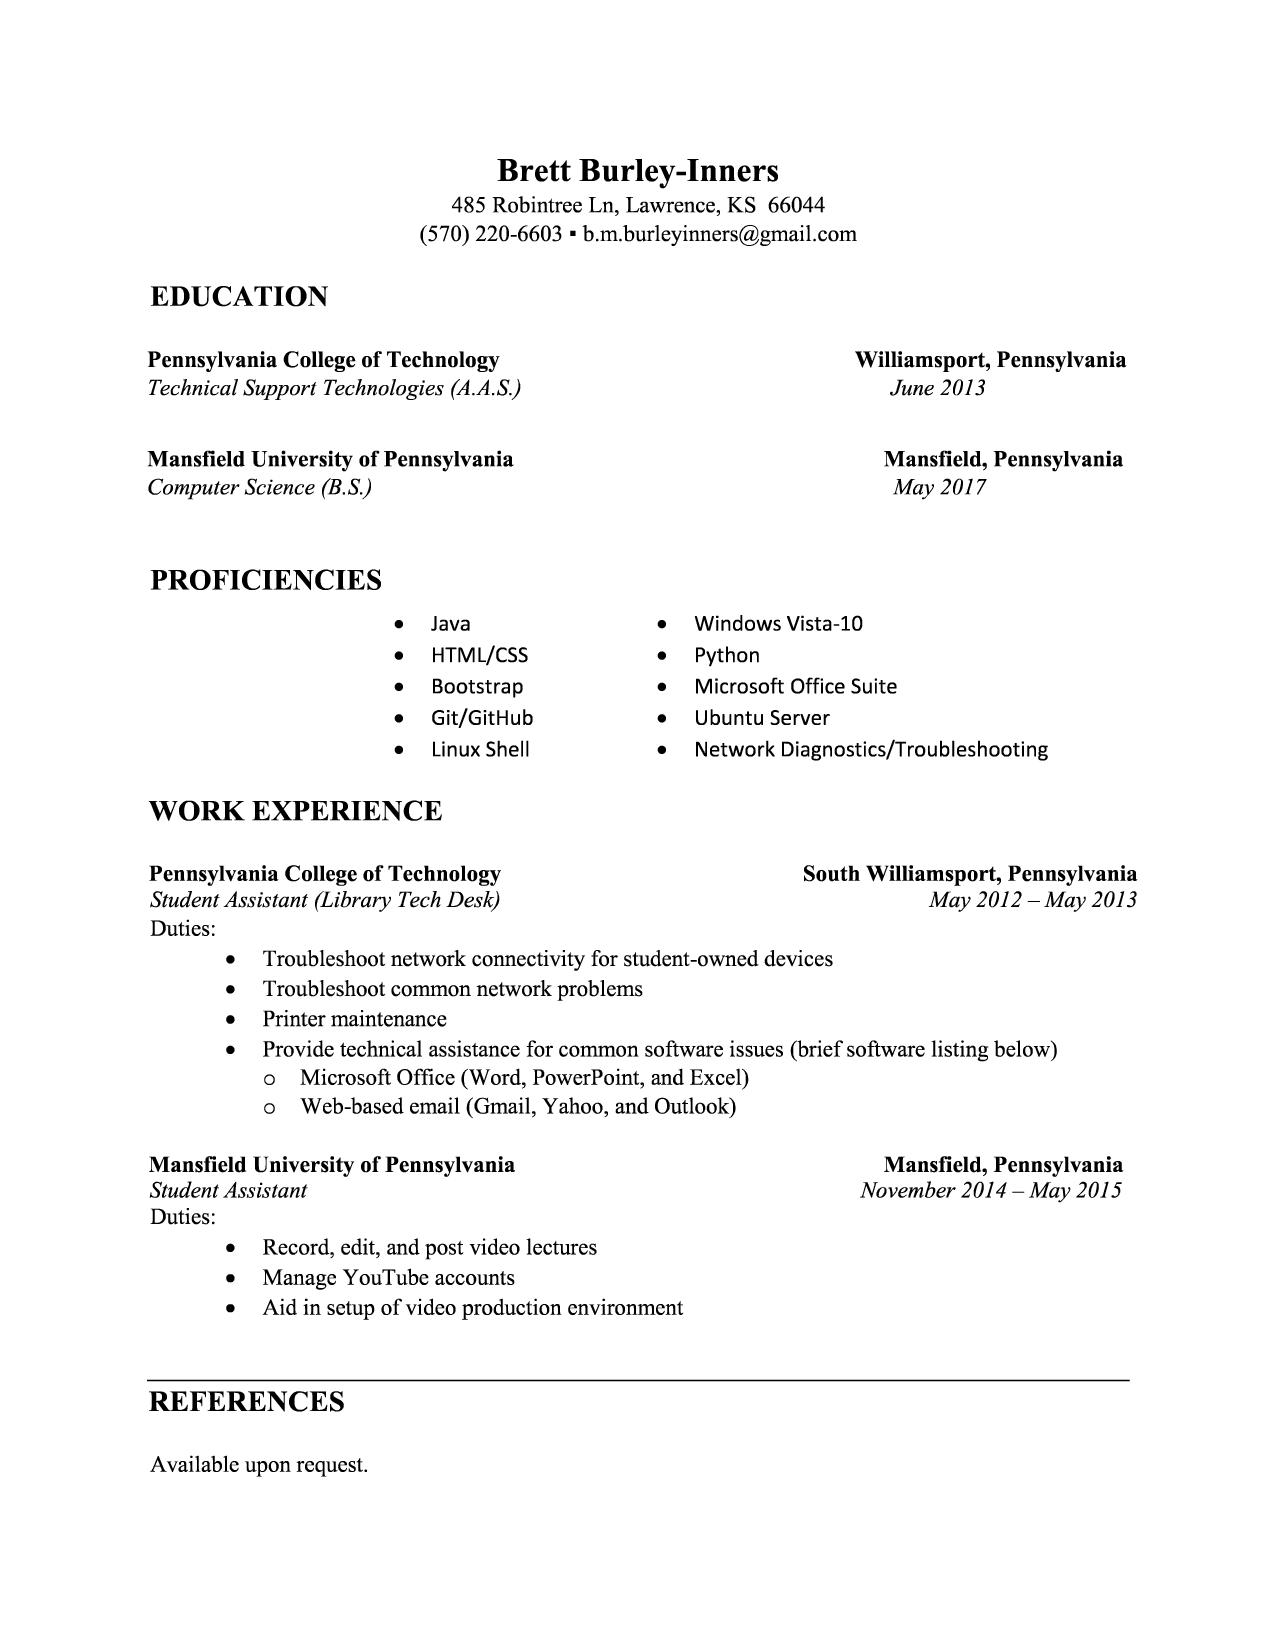 Brett Burley-Inners
485 Robintree Ln, Lawrence, KS  66044
(570) 220-6603 ▪ b.m.burleyinners@gmail.com
EDUCATION
Pennsylvania College of Technology Williamsport, Pennsylvania
Technical Support Technologies (A.A.S.) June 2013
Mansfield University of Pennsylvania Mansfield, Pennsylvania
Computer Science (B.S.) May 2017
PROFICIENCIES
• Java • Windows Vista-10
• HTML/CSS • Python
• Bootstrap • Microsoft Office Suite
• Git/GitHub • Ubuntu Server
• Linux Shell • Network Diagnostics/Troubleshooting
WORK EXPERIENCE
Pennsylvania College of Technology South Williamsport, Pennsylvania
Student Assistant (Library Tech Desk) May 2012 – May 2013
Duties:
• Troubleshoot network connectivity for student-owned devices
• Troubleshoot common network problems
• Printer maintenance
• Provide technical assistance for common software issues (brief software listing below)
o Microsoft Office (Word, PowerPoint, and Excel)
o Web-based email (Gmail, Yahoo, and Outlook)
Mansfield University of Pennsylvania Mansfield, Pennsylvania
Student Assistant November 2014 – May 2015
Duties:
• Record, edit, and post video lectures
• Manage YouTube accounts
• Aid in setup of video production environment
REFERENCES
Available upon request.